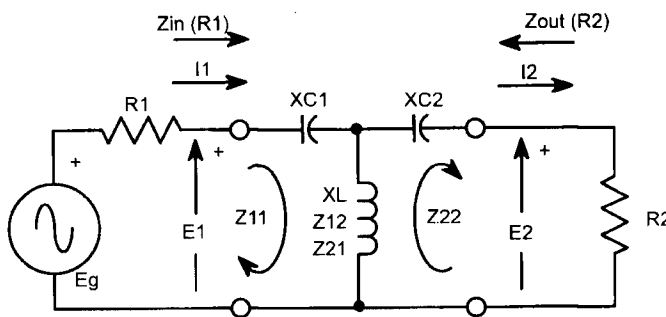 Zin (R1)
Zout (R2)
I1
I2
R1
XC1
XC2
+
+
+
XL
Z11
Z12
Z22
Z21
E1
E2
R2
Eg